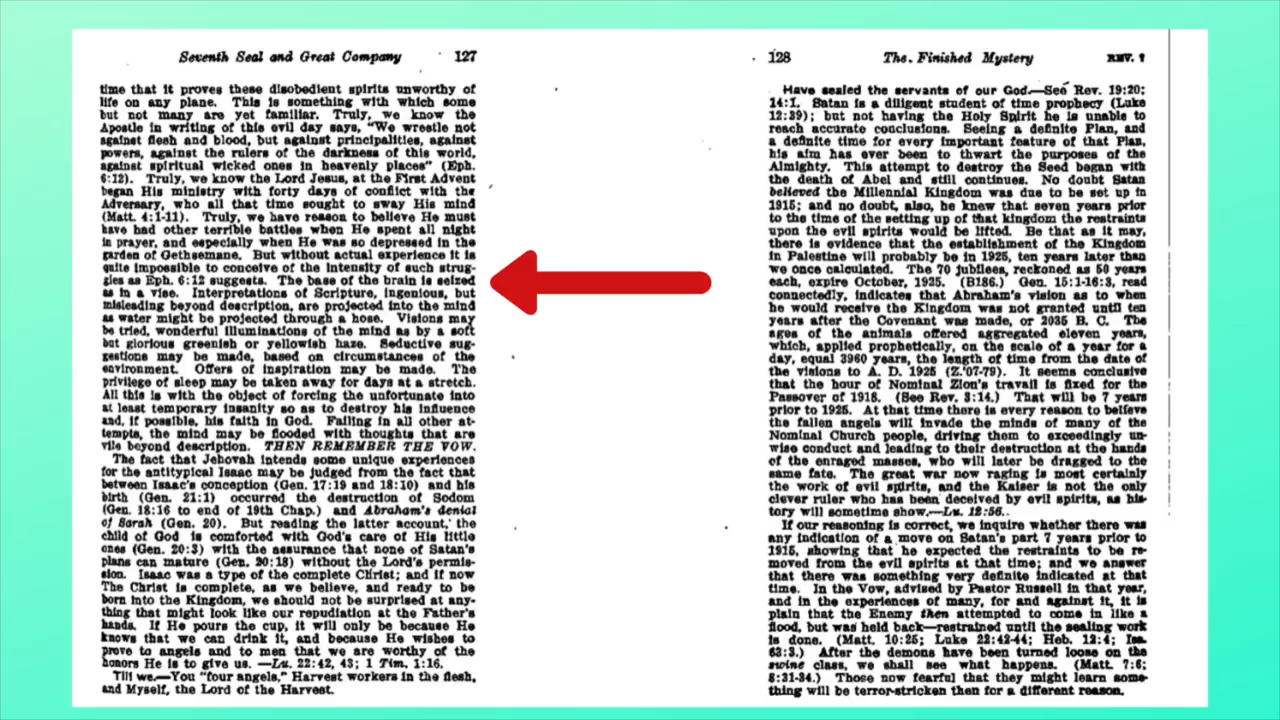 Seventh Seal and Great Company 127
time that it proves these disobedient spirits unworthy of
life on any plane. This is something with which some
but not many are yet familiar. Truly, we know the
Apostle in writing of this evil day says, "We wrestle not
against flesh and blood, but against principalities, against
powers, against the rulers of the darkness of this world,
against spiritual wicked ones in heavenly places" (Eph.
6:12). Truly, we know the Lord Jesus, at the First Advent
began His ministry with forty days of conflict with the
Adversary, who all that time sought to sway His mind
(Matt. 4:1-11). Truly, we have reason to believe He must
have had other terrible battles when He spent all night
in prayer, and especially when He was so depressed in the
garden of Gethsemane. But without actual experience it is
quite impossible to conceive of the intensity of such strug-
gles as Eph. 6:12 suggests. The base of the brain is seized
as in a vise. Interpretations of Scripture, ingenious, but
misleading beyond description, are projected into the mind
as water might be projected through a hose. Visions may
be tried, wonderful illuminations of the mind as by a soft
but glorious greenish or yellowish haze. Seductive sug-
gestions may be made, based on circumstances of the
environment. Offers of inspiration may be made. The
privilege of sleep may be taken away for days at a stretch.
All this is with the object of forcing the unfortunate into
at least temporary insanity so as to destroy his influence
and, if possible, his faith in God. Failing in all other at-
tempts, the mind may be flooded with thoughts that are
vile beyond description. THEN REMEMBER THE VOW.
The fact that Jehovah intends some unique experiences
for the antitypical Isaac may be judged from the fact that
between Isaac's conception (Gen. 17:19 and 18:10) and his
birth (Gen. 21:1) occurred the destruction of Sodom
(Gen. 18:16 to end of 19th Chap.) and Abraham's denial
of Sarah (Gen. 20). But reading the latter account, the
child of God is comforted with God's care of His little
ones (Gen. 20:3) with the assurance that none of Satan's
plans can mature (Gen. 20:18) without the Lord's permis-
sion. Isaac was a type of the complete Christ; and if now
The Christ is complete, as we believe, and ready to be
born into the Kingdom, we should not be surprised at any-
thing that might look like our repudiation at the Father's
hands. If He pours the cup, it will only be because He
knows that we can drink it, and because He wishes to
prove to angels and to men that we are worthy of the
honors He is to give us. —Lu. 22:42, 43; 1 Tim. 1:16.
Till we.—You "four angels," Harvest workers in the flesh,
and Myself, the Lord of the Harvest.
128 The Finished Mystery REV. 7
Have sealed the servants of our God.—See Rev. 19:20;
14:1. Satan is a diligent student of time prophecy (Luke
12:39); but not having the Holy Spirit he is unable to
reach accurate conclusions. Seeing a definite Plan, and
a definite time for every important feature of that Plan,
his aim has ever been to thwart the purposes of the
Almighty. This attempt to destroy the Seed began with
the death of Abel and still continues. No doubt Satan
believed the Millennial Kingdom was due to be set up in
1915; and no doubt, also, he knew that seven years prior
to the time of the setting up of that kingdom the restraints
upon the evil spirits would be lifted. Be that as it may,
there is evidence that the establishment of the Kingdom
in Palestine will probably be in 1925, ten years later than
we once calculated. The 70 jubilees, reckoned as 50 years
each, expire October, 1925. (B186.) Gen. 15:1-16:3, read
connectedly, indicates that Abraham's vision as to when
he would receive the Kingdom was not granted until ten
years after the Covenant was made, or 2035 B. C. The
ages of the animals offered aggregated eleven years,
which, applied prophetically, on the scale of a year for a
day, equal 3960 years, the length of time from the date of
the visions to A. D. 1925 (Z.'07-79). It seems conclusive
that the hour of Nominal Zion's travail is fixed for the
Passover of 1918. (See Rev. 3:14.) That will be 7 years
prior to 1925. At that time there is every reason to believe
the fallen angels will invade the minds of many of the
Nominal Church people, driving them to exceedingly un-
wise conduct and leading to their destruction at the hands
of the enraged masses, who will later be dragged to the
same fate. The great war now raging is most certainly
the work of evil spirits, and the Kaiser is not the only
clever ruler who has been deceived by evil spirits, as his-
tory will sometime show.—Lu. 12:56.
If our reasoning is correct, we inquire whether there was
any indication of a move on Satan's part 7 years prior to
1915, showing that he expected the restraints to be re-
moved from the evil spirits at that time; and we answer
that there was something very definite indicated at that
time. In the Vow, advised by Pastor Russell in that year,
and in the experiences of many, for and against it, it is
plain that the Enemy then attempted to come in like a
flood, but was held back—restrained until the sealing work
is done. (Matt. 10:25; Luke 22:42-44; Heb. 12:4; Isa.
63:3.) After the demons have been turned loose on the
swine class, we shall see what happens. (Matt. 7:6;
8:31-34.) Those now fearful that they might learn some-
thing will be terror-stricken then for a different reason.